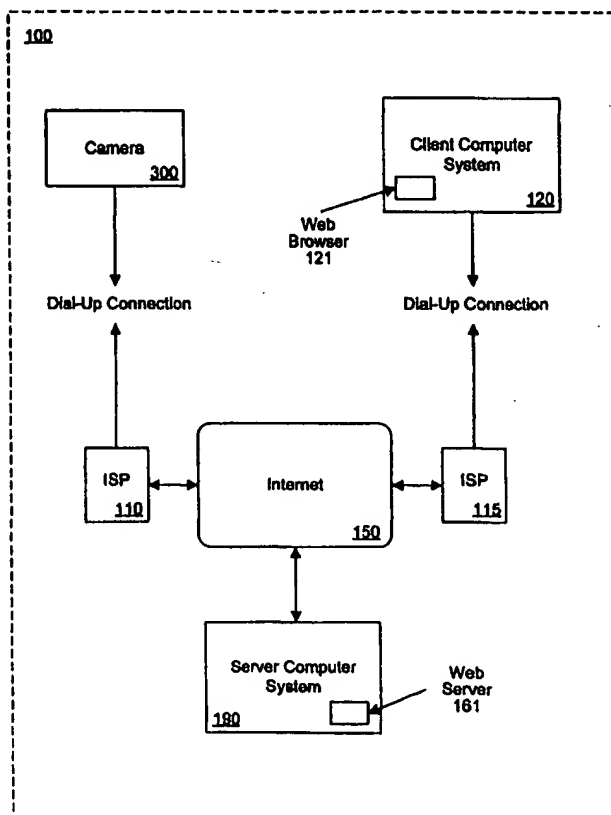 100
Camera
300
Client Computer
System
120
Web
Browser
121
Dial-Up Connection
Dial-Up Connection
ISP
110
Internet
150
ISP
115
Server Computer
System
190
Web
Server
161